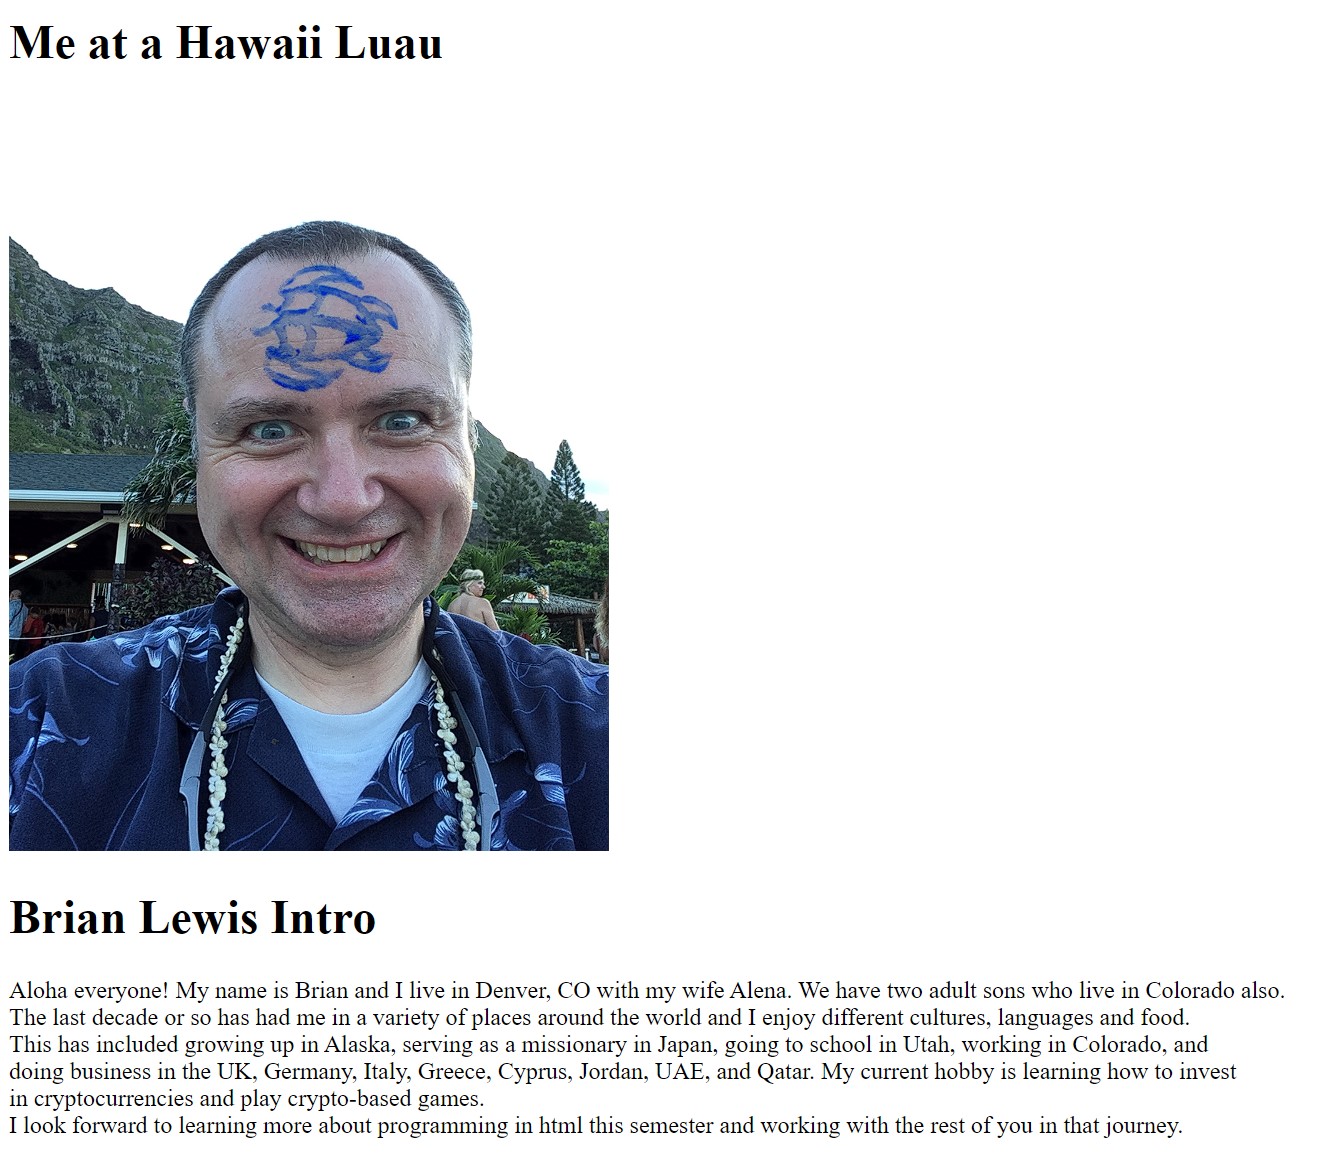 Me at a Hawaii Luau
Brian Lewis Intro
Aloha everyone! My name is Brian and I live in Denver, CO with my wife Alena. We have two adult sons who live in Colorado also.
The last decade or so has had me in a variety of places around the world and I enjoy different cultures, languages and food.
This has included growing up in Alaska, serving as a missionary in Japan, going to school in Utah, working in Colorado, and
doing business in the UK, Germany, Italy, Greece, Cyprus, Jordan, UAE, and Qatar. My current hobby is learning how to invest
in cryptocurrencies and play crypto-based games.
I look forward to learning more about programming in html this semester and working with the rest of you in that journey.